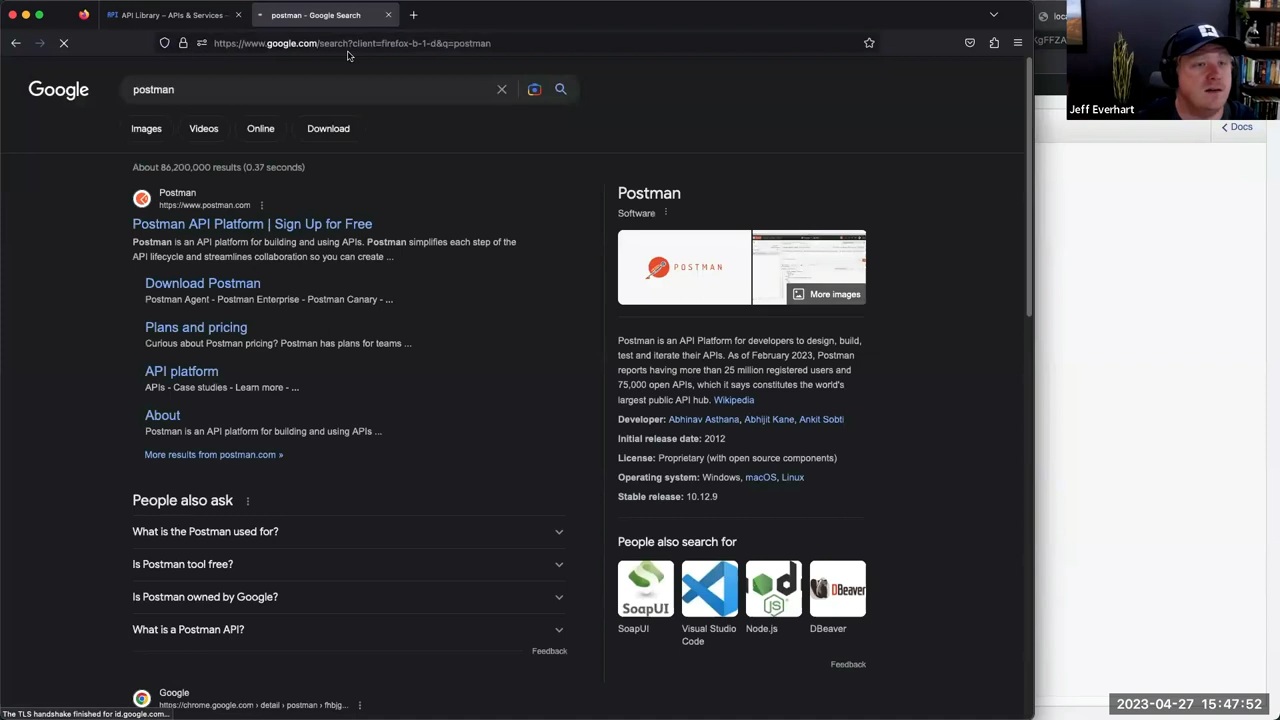 API Library – APIs & Services –
postman - Google Search
loca
https://www.google.com/search?client=firefox-b-1-d&q=postman
KgFFZA
Jeff Everhart
Google
postman
Images
Videos
Online
Download
Docs
About 86,200,000 results (0.37 seconds)
Postman
https://www.postman.com
Postman API Platform | Sign Up for Free
Postman is an API platform for building and using APIs. Postman simplifies each step of the
API lifecycle and streamlines collaboration so you can create ...
Download Postman
Postman Agent - Postman Enterprise - Postman Canary - ...
Plans and pricing
Curious about Postman pricing? Postman has plans for teams ...
API platform
APIs - Case studies - Learn more - ...
About
Postman is an API platform for building and using APIs ...
More results from postman.com »
People also ask
What is the Postman used for?
Is Postman tool free?
Is Postman owned by Google?
What is a Postman API?
Feedback
Google
https://chrome.google.com › detail › postman › fhbjg...
Postman
Software
POSTMAN
More images
Postman is an API Platform for developers to design, build,
test and iterate their APIs. As of February 2023, Postman
reports having more than 25 million registered users and
75,000 open APIs, which it says constitutes the world's
largest public API hub. Wikipedia
Developer: Abhinav Asthana, Abhijit Kane, Ankit Sobti
Initial release date: 2012
License: Proprietary (with open source components)
Operating system: Windows, macOS, Linux
Stable release: 10.12.9
People also search for
SoapUI
DBeaver
SoapUI
Visual Studio
Code
Node.js
DBeaver
Feedback
The TLS handshake finished for id.google.com...
2023-04-27 15:47:52